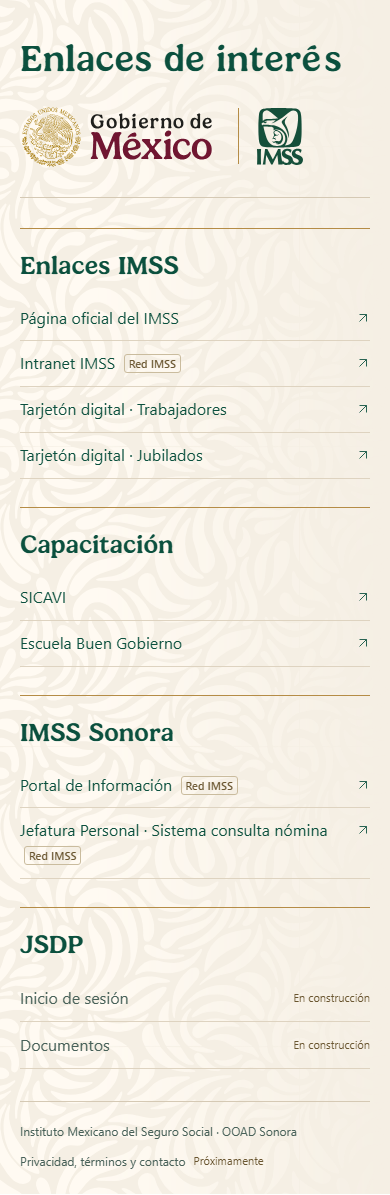 Enlaces de interés
ESTADOS UNIDOS MEXICANOS
Gobierno de
México
IMSS
Enlaces IMSS
Página oficial del IMSS
Intranet IMSS Red IMSS
Tarjetón digital · Trabajadores
Tarjetón digital · Jubilados
Capacitación
SICAVI
Escuela Buen Gobierno
IMSS Sonora
Portal de Información Red IMSS
Jefatura Personal · Sistema consulta nómina
Red IMSS
JSDP
Inicio de sesión En construcción
Documentos En construcción
Instituto Mexicano del Seguro Social · OOAD Sonora
Privacidad, términos y contacto Próximamente